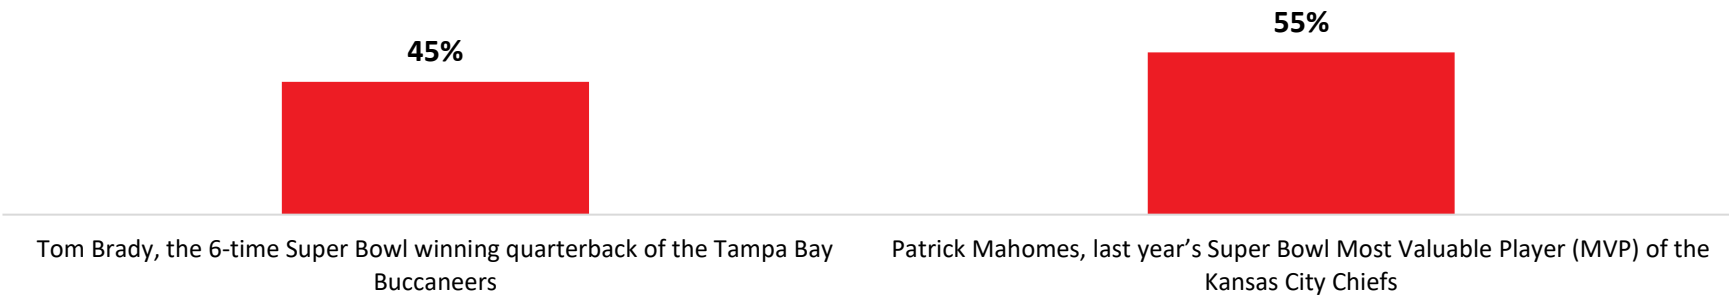 45%
55%
Tom Brady, the 6-time Super Bowl winning quarterback of the Tampa Bay
Buccaneers
Patrick Mahomes, last year’s Super Bowl Most Valuable Player (MVP) of the
Kansas City Chiefs